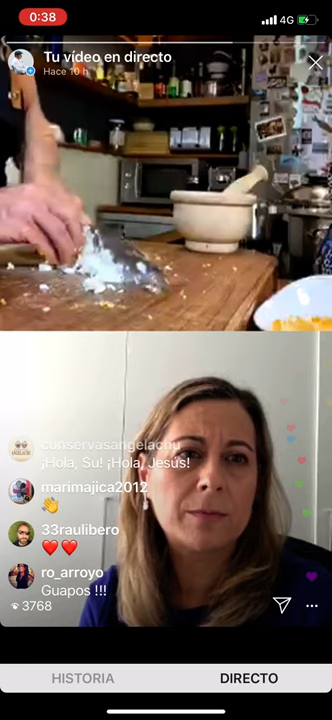 0:38
4G
Tu vídeo en directo
Hace 10 h
conservasangelachu
¡Hola, Su! ¡Hola, Jesús!
marimajica2012
👏
33raulibero
❤️❤️
ro_arroyo
Guapos !!!
3768
HISTORIA
DIRECTO